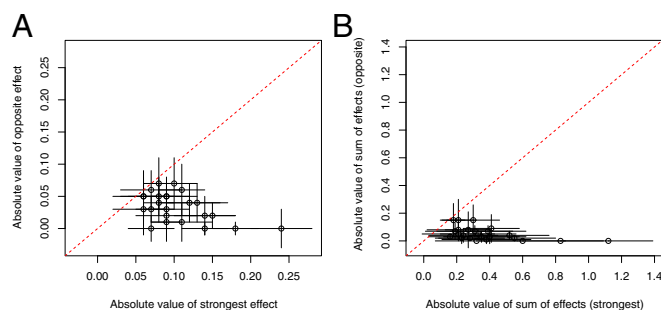 A
Absolute value of opposite effect
0.00 0.05 0.10 0.15 0.20 0.25
0.00 0.05 0.10 0.15 0.20 0.25
Absolute value of strongest effect
B
Absolute value of sum of effects (opposite)
0.0 0.2 0.4 0.6 0.8 1.0 1.2 1.4
0.0 0.2 0.4 0.6 0.8 1.0 1.2 1.4
Absolute value of sum of effects (strongest)